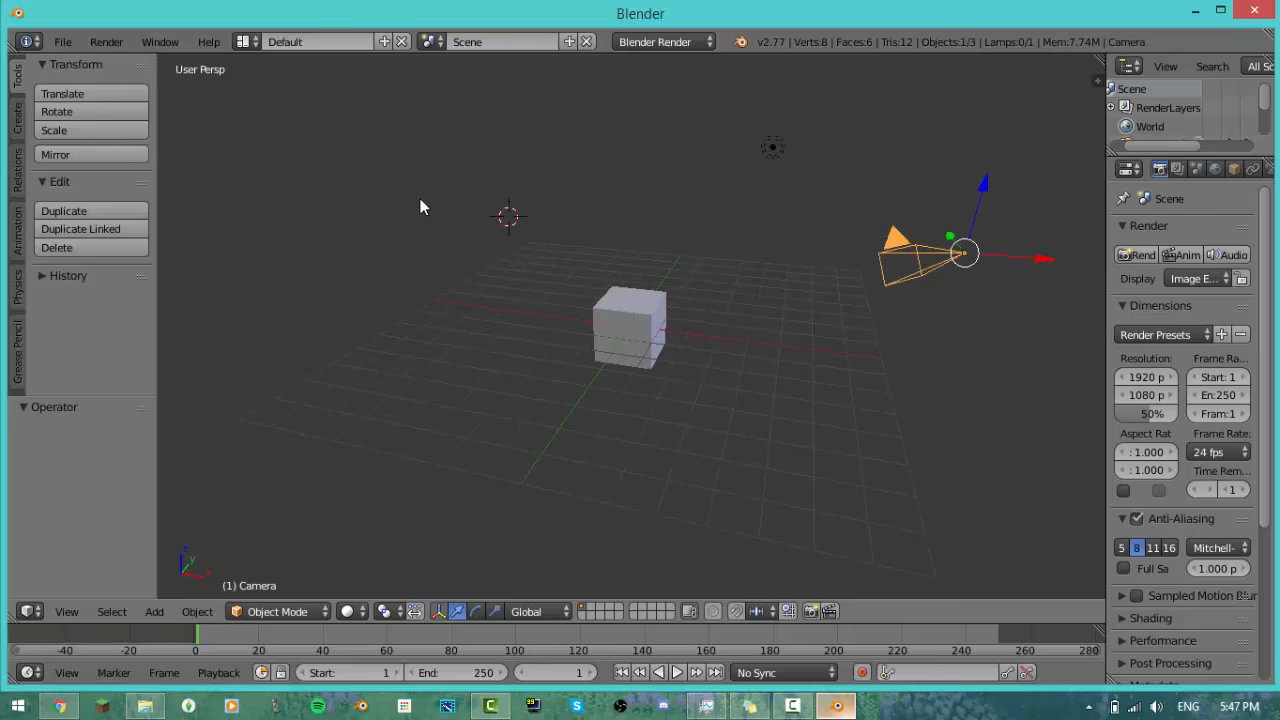 Blender
File Render Window Help Default Scene Blender Render v2.77 | Verts:8 | Faces:6 | Tris:12 | Objects:1/3 | Lamps:0/1 | Mem:7.74M | Camera
Tools
Create
Relations
Animation
Physics
Grease Pencil
Transform
Translate
Rotate
Scale
Mirror
Edit
Duplicate
Duplicate Linked
Delete
History
Operator
User Persp
(1) Camera
View Select Add Object Object Mode Global
-40 -20 0 20 40 60 80 100 120 140 160 180 200 220 240 260 280
View Marker Frame Playback Start: 1 End: 250 1 No Sync
View Search All Sc
Scene
RenderLayers
World
Scene
Render
Rend Anim Audio
Display Image E...
Dimensions
Render Presets
Resolution: Frame Ra...
1920 p Start: 1
1080 p En:250
50% Fram:1
Aspect Rat Frame Rate:
: 1.000 24 fps
: 1.000 Time Rem...
1
Anti-Aliasing
5 8 11 16 Mitchell-
Full Sa 1.000 p
Sampled Motion Blur
Shading
Performance
Post Processing
5:47 PM